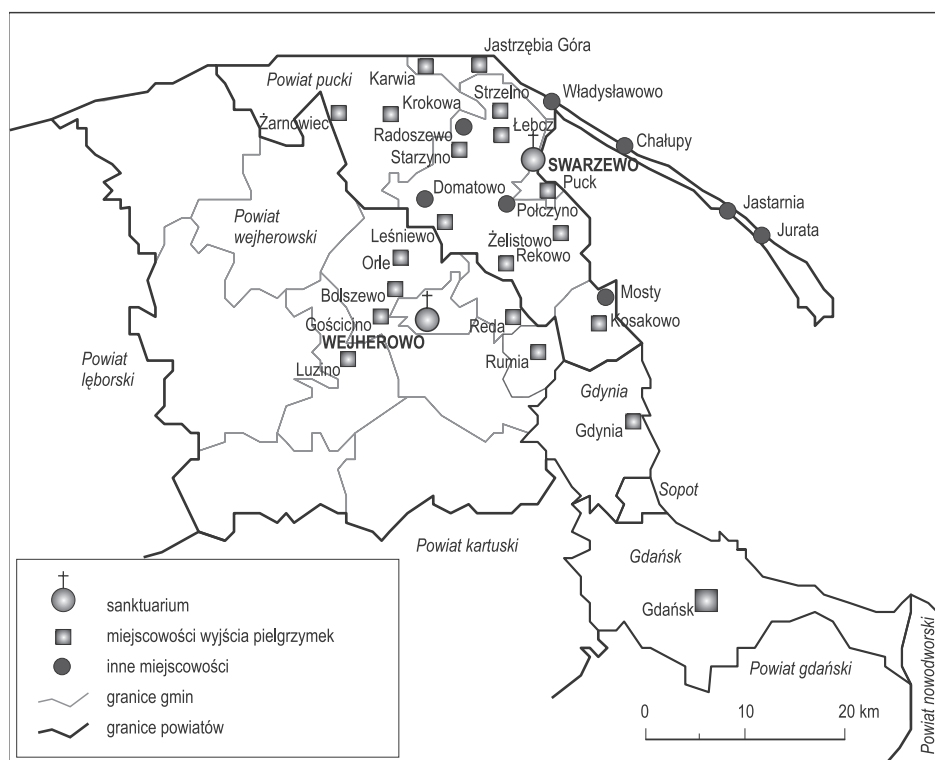 Jastrzębia Góra
Powiat pucki
Karwia
Strzelno
Władysławowo
Krokowa
Żarnowiec
Łebcz
Radoszewo
Chałupy
Starzyno
SWARZEWO
Puck
Domatowo
Połczyno
Jastarnia
Powiat
wejherowski
Leśniewo
Żelistowo
Jurata
Orle
Rekowo
Bolszewo
Mosty
Gościcino
Reda
Kosakowo
WEJHEROWO
Powiat
lęborski
Luzino
Rumia
Gdynia
Gdynia
Sopot
Powiat kartuski
Gdańsk
Gdańsk
Powiat gdański
Powiat nowodworski
sanktuarium
miejscowości wyjścia pielgrzymek
inne miejscowości
granice gmin
granice powiatów
0 10 20 km